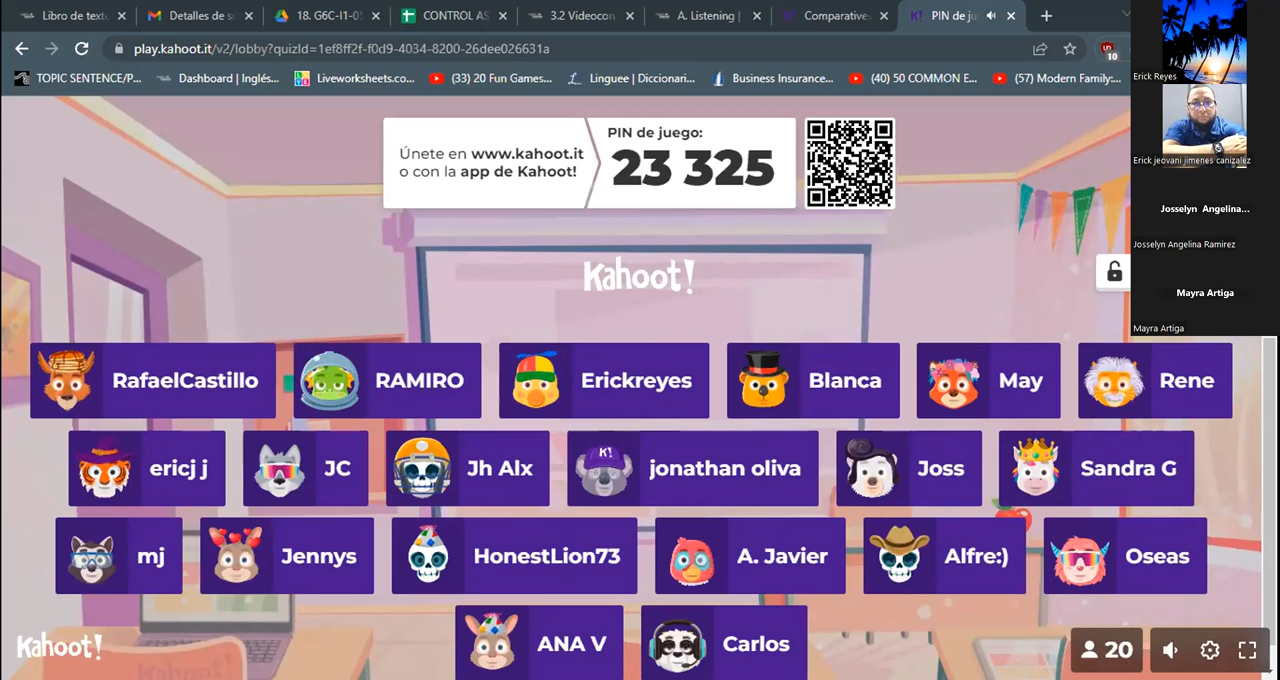 Libro de text
Detalles de s
18. G6C-I1-0
CONTROL AS
3.2 Videocon
A. Listening |
Comparatives
PIN de ju
play.kahoot.it/v2/lobby?quizId=1ef8ff2f-f0d9-4034-8200-26dee026631a
10
TOPIC SENTENCE/P...
Dashboard | Inglés...
Liveworksheets.co...
(33) 20 Fun Games...
Linguee | Diccionari...
Business Insurance...
(40) 50 COMMON E...
(57) Modern Family:...
Erick Reyes
Erick jeovani jimenes canizalez
Josselyn Angelina...
Josselyn Angelina Ramirez
Mayra Artiga
Mayra Artiga
Únete en www.kahoot.it
o con la app de Kahoot!
PIN de juego:
23 325
Kahoot!
RafaelCastillo
RAMIRO
Erickreyes
Blanca
May
Rene
ericj j
JC
Jh Alx
K!
jonathan oliva
Joss
Sandra G
mj
Jennys
HonestLion73
A. Javier
Alfre:)
Oseas
ANA V
Carlos
Kahoot!
20